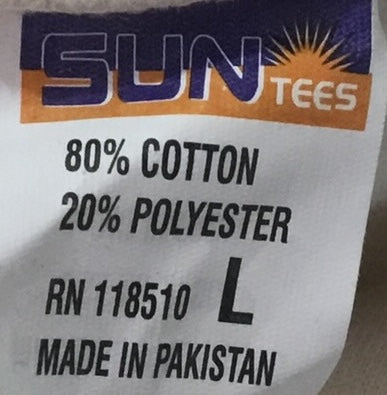 SUN TEES
80% COTTON
20% POLYESTER
RN 118510 L
MADE IN PAKISTAN